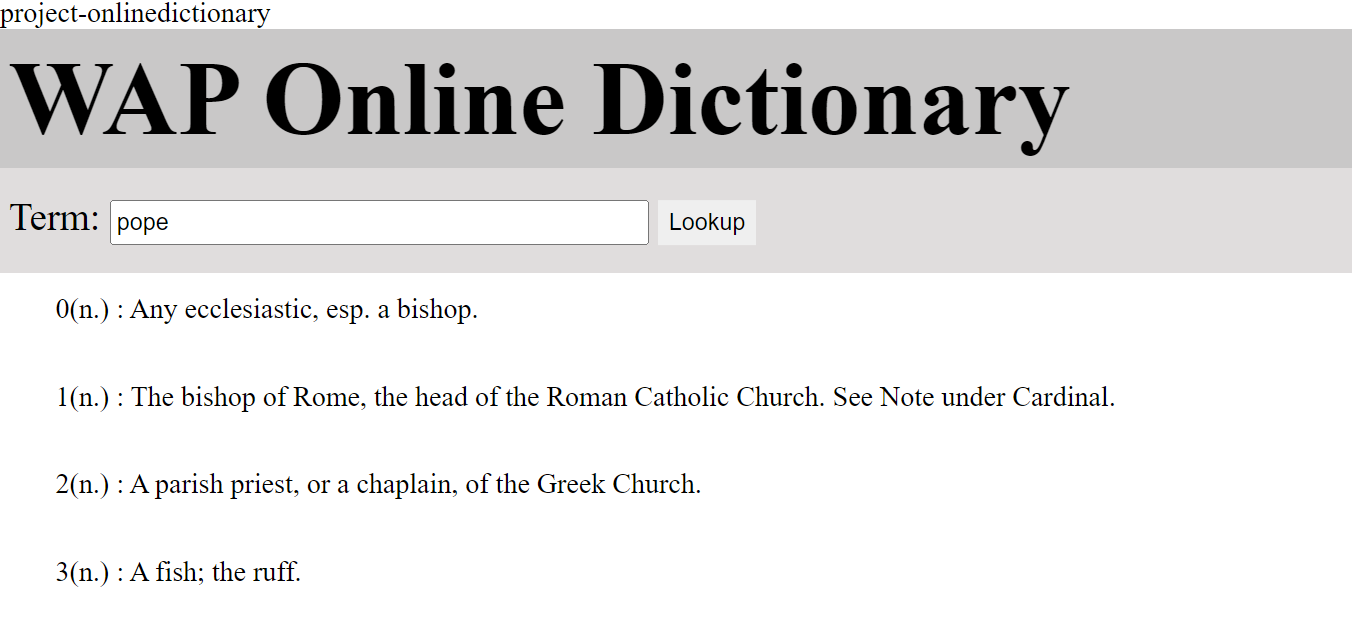 project-onlinedictionary
WAP Online Dictionary
Term: pope Lookup
0(n.) : Any ecclesiastic, esp. a bishop.
1(n.) : The bishop of Rome, the head of the Roman Catholic Church. See Note under Cardinal.
2(n.) : A parish priest, or a chaplain, of the Greek Church.
3(n.) : A fish; the ruff.